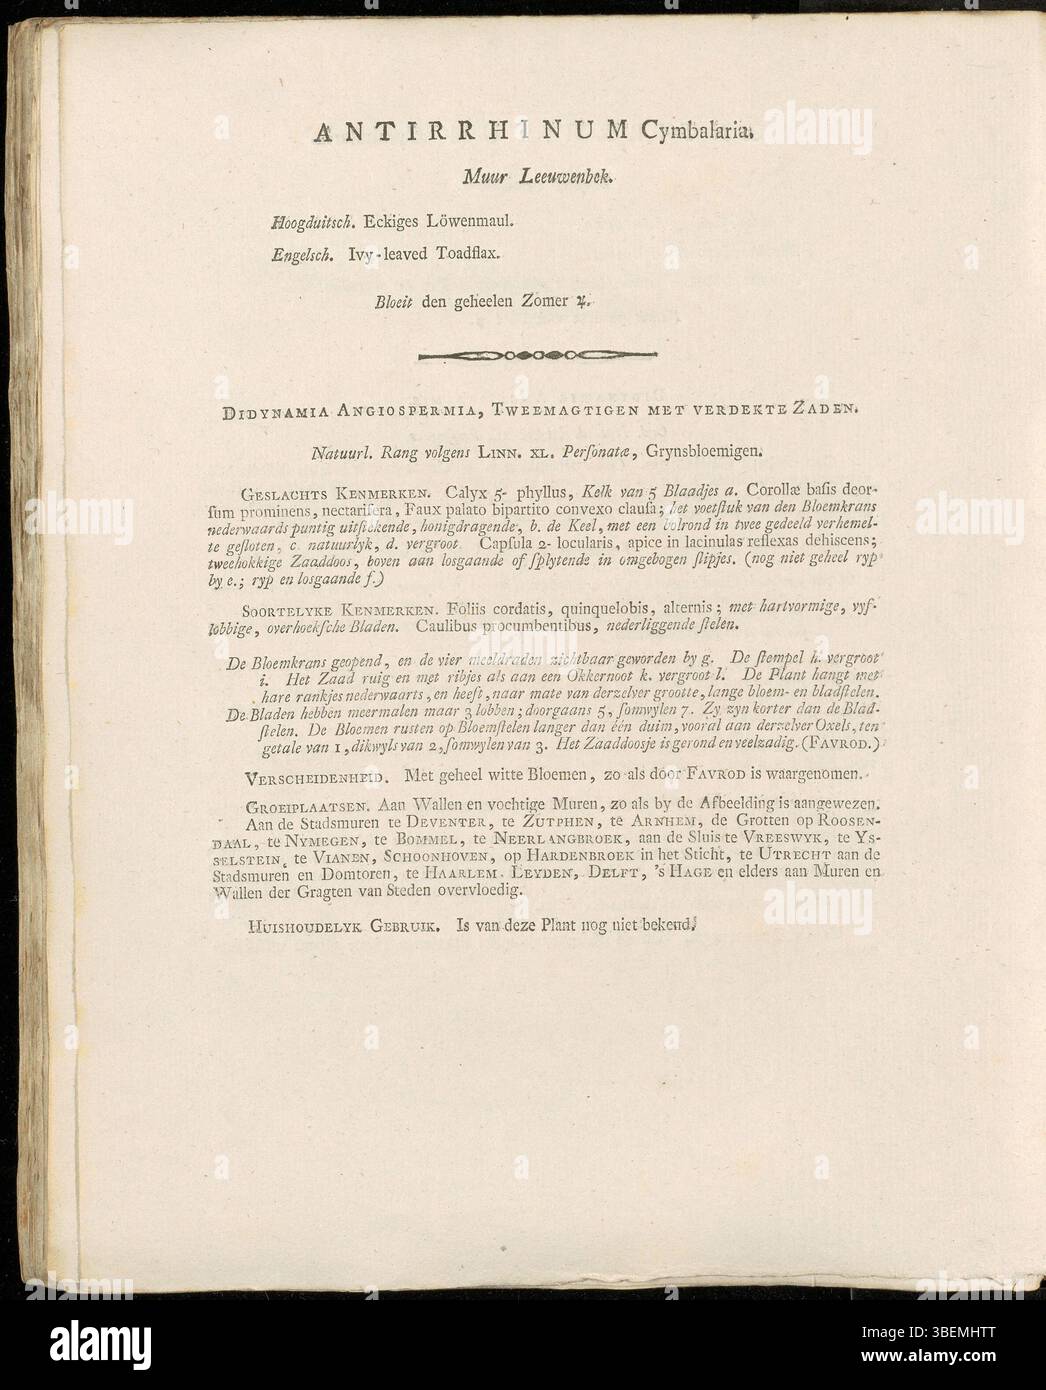 ANTIRRHINUM Cymbalaria.
Muur Leeuwenbek.
Hoogduitsch. Eckiges Löwenmaul.
Engelsch. Ivy-leaved Toadflax.
Bloeit den geheelen Zomer ♃.
DIDYNAMIA ANGIOSPERMIA, TWEEMAGTIGEN MET VERDEKTE ZADEN.
Natuurl. Rang volgens LINN. XL. Perſonatæ, Grynsbloemigen.
GESLACHTS KENMERKEN. Calyx 5- phyllus, Kelk van 5 Blaadjes a. Corollæ baſis deor-
ſum prominens, nectariſera, Faux palato bipartito convexo clauſa; het voetſtuk van den Bloemkrans
nederwaards puntig uitſtekende, honigdragende, b. de Keel, met een bolrond in twee gedeeld verhemel-
te geſloten, c. natuurlyk, d. vergroot. Capſula 2- locularis, apice in lacinulas reflexas dehiscens;
tweehokkige Zaaddoos, boven aan losgaande of ſplytende in omgebogen ſlipjes. (nog niet geheel ryp
by e.; ryp en losgaande f.)
SOORTELYKE KENMERKEN. Foliis cordatis, quinquelobis, alternis; met hartvormige, vyf-
lobbige, overhoekſche Bladen. Caulibus procumbentibus, nederliggende ſtelen.
De Bloemkrans geopend, en de vier meeldraden zichtbaar geworden by g. De ſtempel h. vergroot
i. Het Zaad ruig en met ribjes als aan een Okkernoot k. vergroot l. De Plant hangt met
hare rankjes nederwaarts, en heeft, naar mate van derzelver grootte, lange bloem- en bladſtelen.
De Bladen hebben meermalen maar 3 lobben; doorgaans 5, ſomwylen 7. Zy zyn korter dan de Blad-
ſtelen. De Bloemen rusten op Bloemſtelen langer dan één duim, vooral aan derzelver Oxels, ten
getale van 1, dikwyls van 2, ſomwylen van 3. Het Zaaddoosje is gerond en veelzadig. (FAVROD.)
VERSCHEIDENHEID. Met geheel witte Bloemen, zo als door FAVROD is waargenomen.
GROEIPLAATSEN. Aan Wallen en vochtige Muren, zo als by de Afbeelding is aangewezen.
Aan de Stadsmuren te DEVENTER, te ZUTPHEN, te ARNHEM, de Grotten op ROOSEN-
DAAL, te NYMEGEN, te BOMMEL, te NEERLANGBROEK, aan de Sluis te VREESWYK, te YS-
SELSTEIN, te VIANEN, SCHOONHOVEN, op HARDENBROEK in het Sticht, te UTRECHT aan de
Stadsmuren en Domtoren, te HAARLEM, LEYDEN, DELFT, 's HAGE en elders aan Muren en
Wallen der Gragten van Steden overvloedig.
HUISHOUDELYK GEBRUIK. Is van deze Plant nog niet bekend.
alamy
Image ID: 3BEMHTT
www.alamy.com